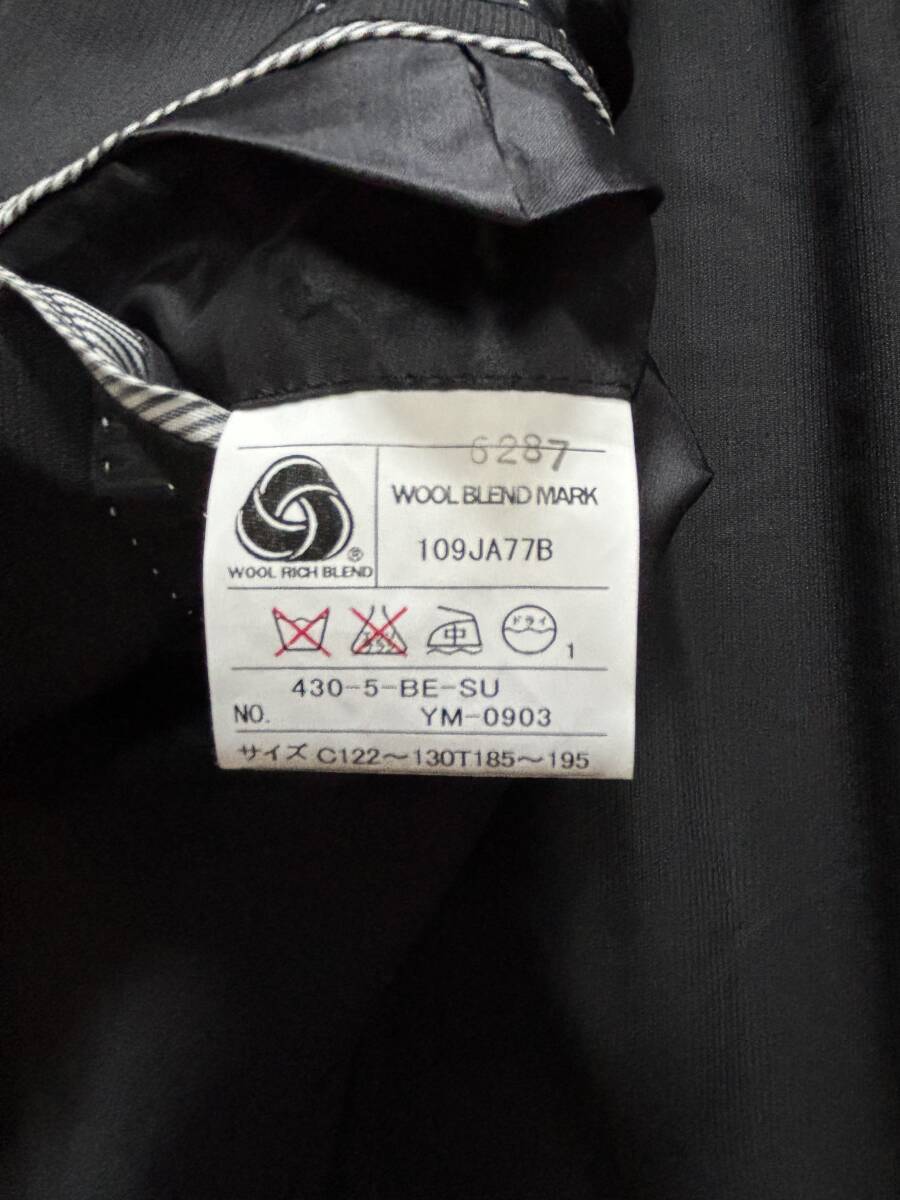 6287
WOOL BLEND MARK
109JA77B
®
WOOL RICH BLEND
中
ドライ
1
430-5-BE-SU
NO. YM-0903
サイズ C122～130T185～195